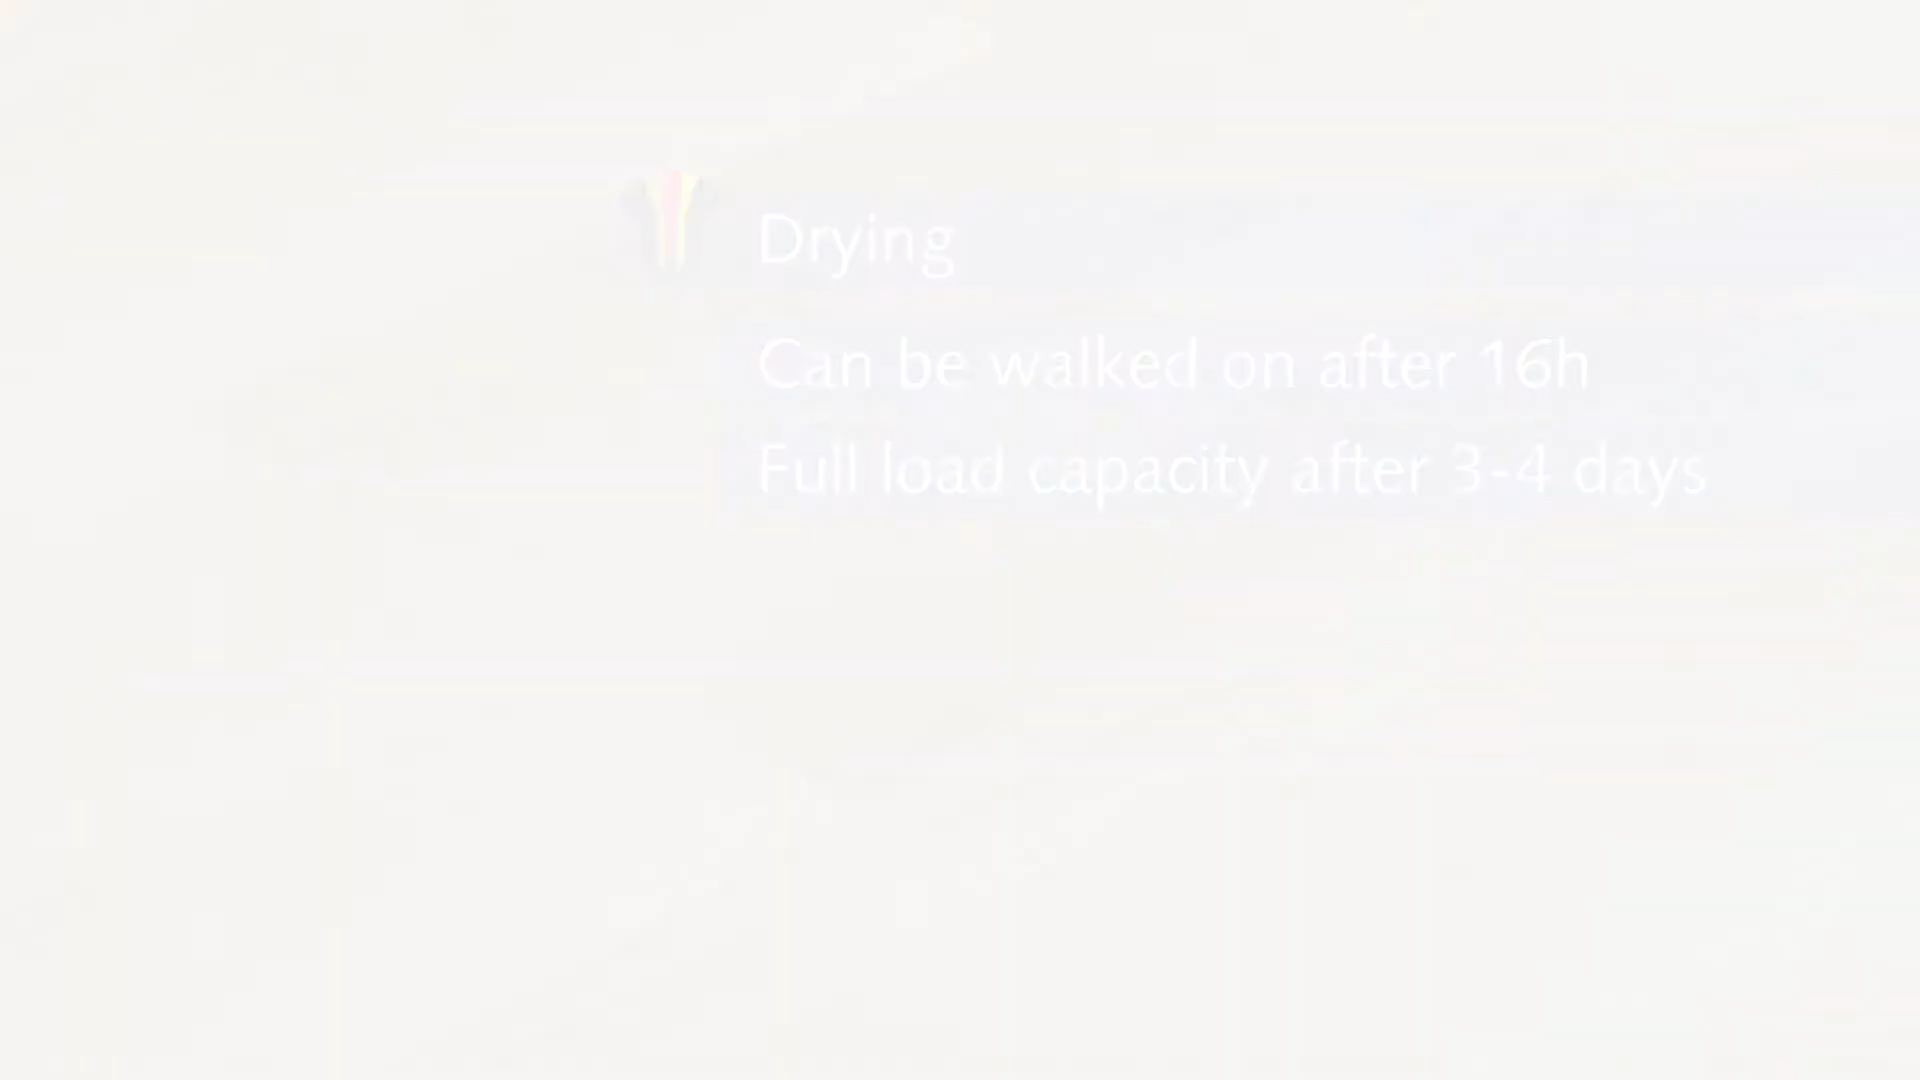 Drying
Can be walked on after 16h
Full load capacity after 3-4 days